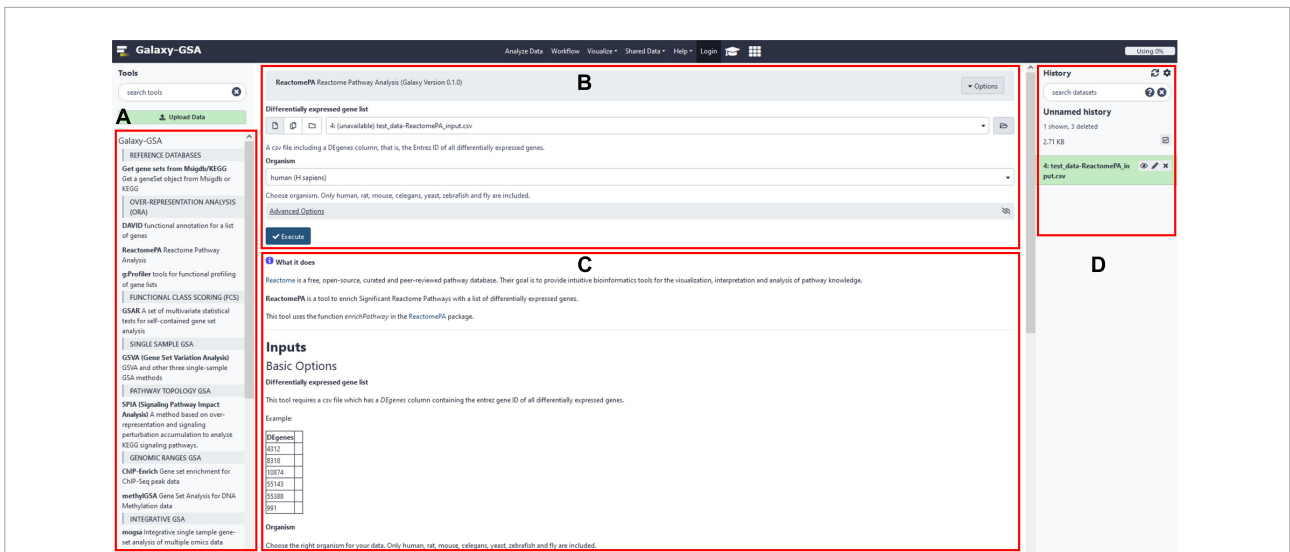 Galaxy-GSA
Analyze Data Workflow Visualize Shared Data Help Login
Using 0%
Tools
search tools
A
Upload Data
Galaxy-GSA
REFERENCE DATABASES
Get gene sets from Msigdb/KEGG
Get a geneSet object from Msigdb or
KEGG
OVER-REPRESENTATION ANALYSIS
(ORA)
DAVID functional annotation for a list
of genes
ReactomePA Reactome Pathway
Analysis
g:Profiler tools for functional profiling
of gene lists
FUNCTIONAL CLASS SCORING (FCS)
GSAR A set of multivariate statistical
tests for self-contained gene set
analysis
SINGLE SAMPLE GSA
GSVA (Gene Set Variation Analysis)
GSVA and other three single-sample
GSA methods
PATHWAY TOPOLOGY GSA
SPIA (Signaling Pathway Impact
Analysis) A method based on over-
representation and signaling
perturbation accumulation to analyze
KEGG signaling pathways.
GENOMIC RANGES GSA
ChIP-Enrich Gene set enrichment for
ChIP-Seq peak data
methylGSA Gene Set Analysis for DNA
Methylation data
INTEGRATIVE GSA
mogsa Integrative single sample gene-
set analysis of multiple omics data
B
ReactomePA Reactome Pathway Analysis (Galaxy Version 0.1.0)
Options
Differentially expressed gene list
4: (unavailable) test_data-ReactomePA_input.csv
A csv file including a DEgenes column, that is, the Entrez ID of all differentially expressed genes.
Organism
human (H sapiens)
Choose organism. Only human, rat, mouse, celegans, yeast, zebrafish and fly are included.
Advanced Options
Execute
C
What it does
Reactome is a free, open-source, curated and peer-reviewed pathway database. Their goal is to provide intuitive bioinformatics tools for the visualization, interpretation and analysis of pathway knowledge.
ReactomePA is a tool to enrich Significant Reactome Pathways with a list of differentially expressed genes.
This tool uses the function enrichPathway in the ReactomePA package.
Inputs
Basic Options
Differentially expressed gene list
This tool requires a csv file which has a DEgenes column containing the entrez gene ID of all differentially expressed genes.
Example:
DEgenes
4312
8318
10874
55143
55388
991
Organism
Choose the right organism for your data. Only human, rat, mouse, celegans, yeast, zebrafish and fly are included.
History
search datasets
Unnamed history
1 shown, 3 deleted
2.71 KB
4: test_data-ReactomePA_in
put.csv
D